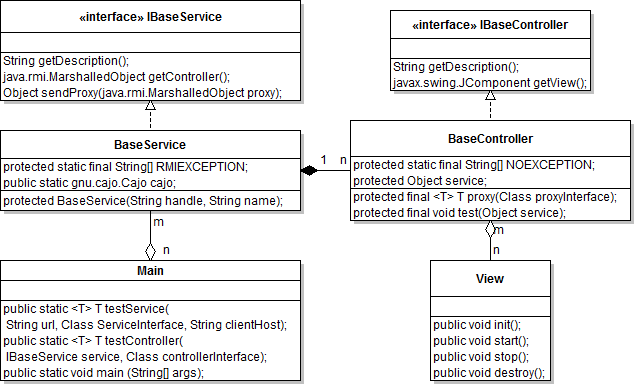 «interface» IBaseService
String getDescription();
java.rmi.MarshalledObject getController();
Object sendProxy(java.rmi.MarshalledObject proxy);
«interface» IBaseController
String getDescription();
javax.swing.JComponent getView();
BaseService
protected static final String[] RMIEXCEPTION;
public static gnu.cajo.Cajo cajo;
protected BaseService(String handle, String name);
1
n
BaseController
protected static final String[] NOEXCEPTION;
protected Object service;
protected final <T> T proxy(Class proxyInterface);
protected final void test(Object service);
m
n
m
n
Main
public static <T> T testService(
String url, Class ServiceInterface, String clientHost);
public static <T> T testController(
IBaseService service, Class controllerInterface);
public static void main (String[] args);
View
public void init();
public void start();
public void stop();
public void destroy();